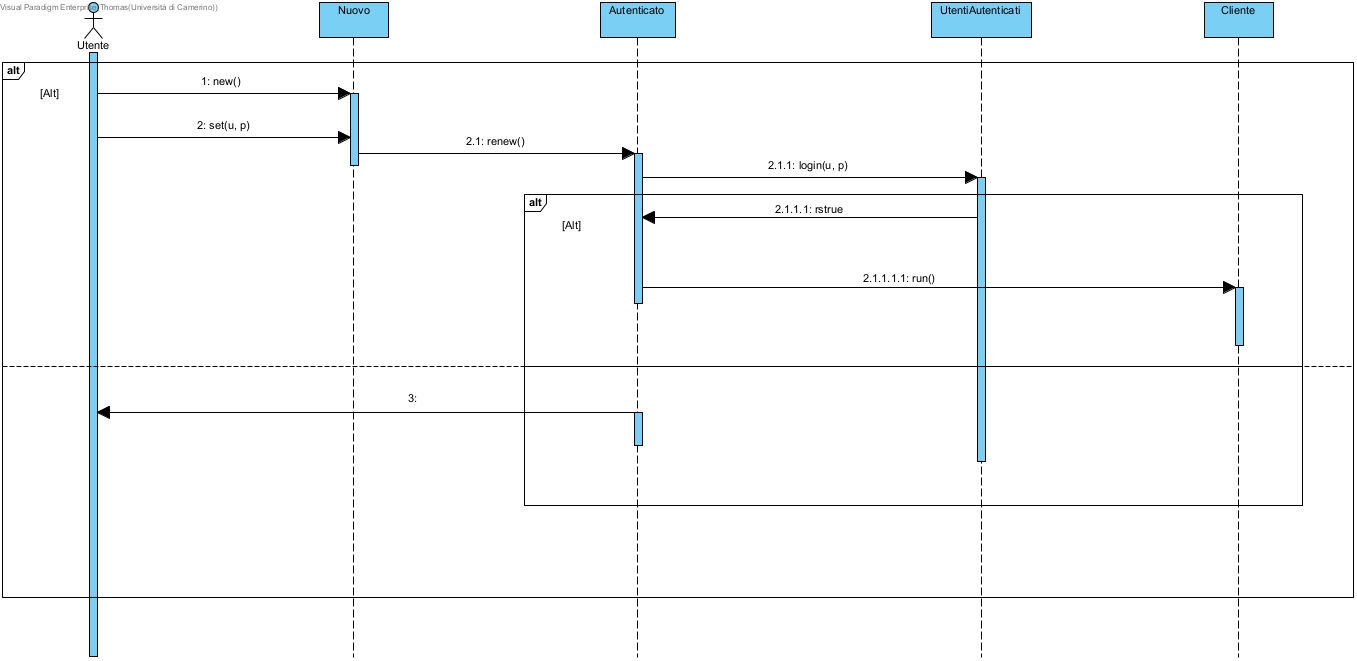 Visual Paradigm Enterprise Thomas(Università di Camerino))
Utente
Nuovo
Autenticato
UtentiAutenticati
Cliente
alt
[Alt]
1: new()
2: set(u, p)
2.1: renew()
2.1.1: login(u, p)
alt
[Alt]
2.1.1.1: rstrue
2.1.1.1.1: run()
3: